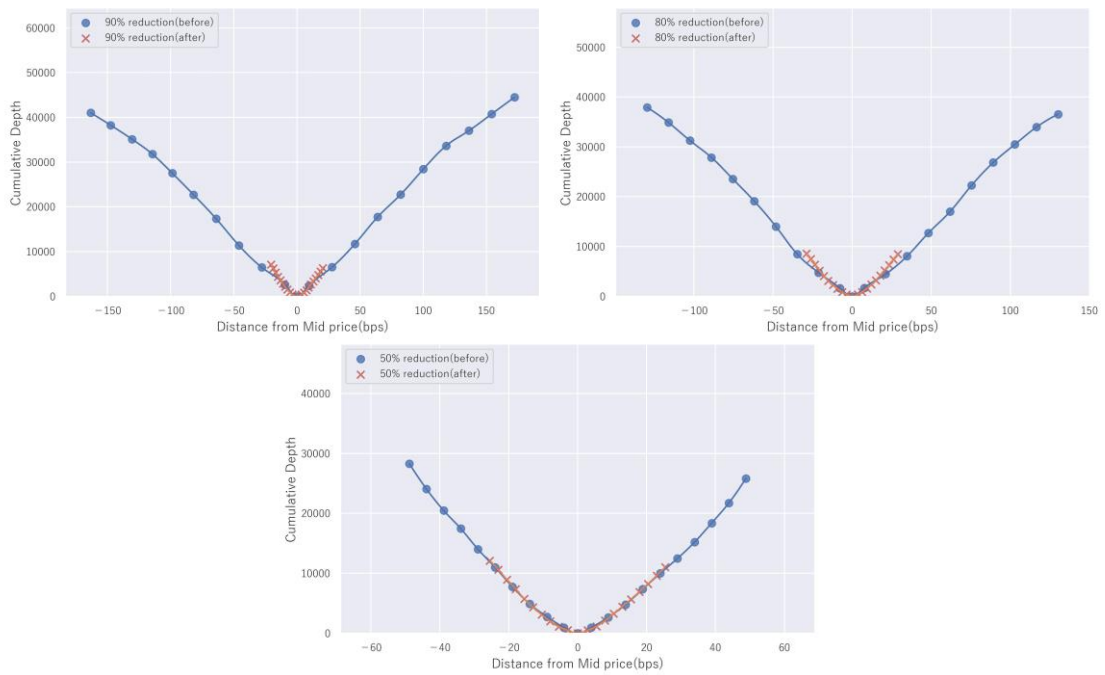 90% reduction(before)
90% reduction(after)
60000
50000
40000
30000
20000
10000
0
Cumulative Depth
−150 −100 −50 0 50 100 150
Distance from Mid price(bps)
80% reduction(before)
80% reduction(after)
50000
40000
30000
20000
10000
0
Cumulative Depth
−100 −50 0 50 100 150
Distance from Mid price(bps)
50% reduction(before)
50% reduction(after)
40000
30000
20000
10000
0
Cumulative Depth
−60 −40 −20 0 20 40 60
Distance from Mid price(bps)